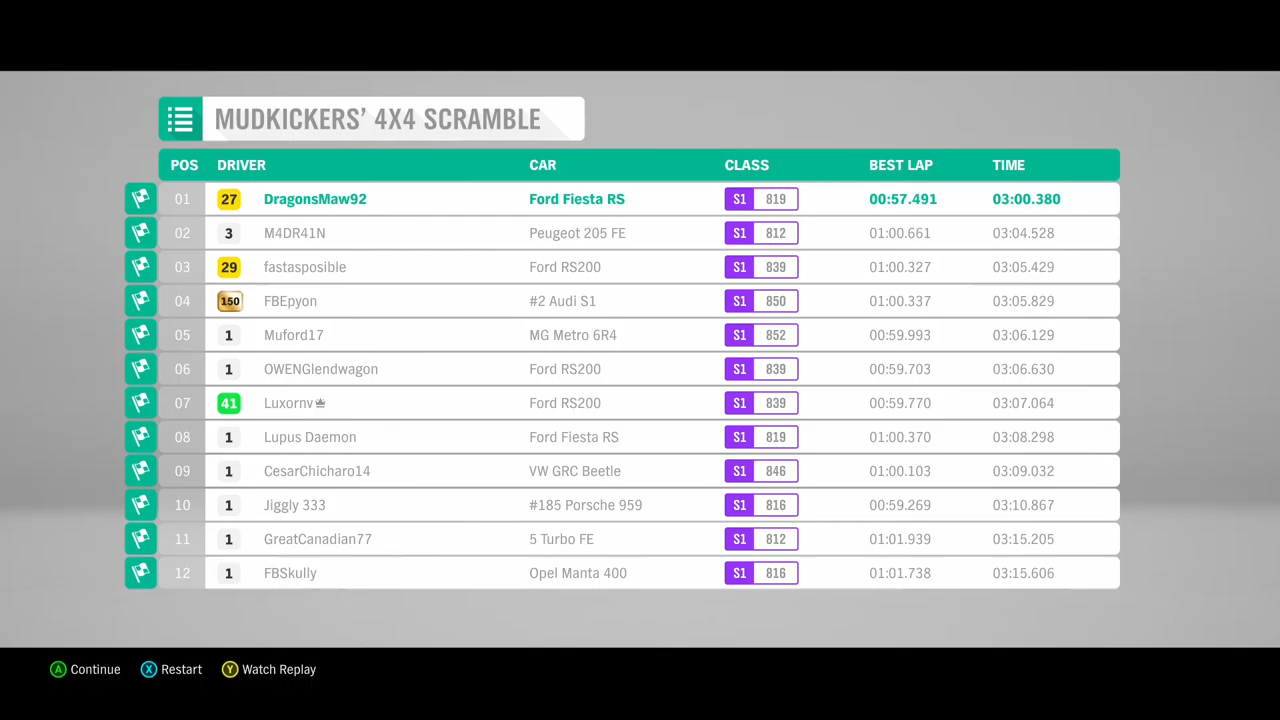 MUDKICKERS' 4X4 SCRAMBLE
POS DRIVER CAR CLASS BEST LAP TIME
01 27 DragonsMaw92 Ford Fiesta RS S1 819 00:57.491 03:00.380
02 3 M4DR41N Peugeot 205 FE S1 812 01:00.661 03:04.528
03 29 fastasposible Ford RS200 S1 839 01:00.327 03:05.429
04 150 FBEpyon #2 Audi S1 S1 850 01:00.337 03:05.829
05 1 Muford17 MG Metro 6R4 S1 852 00:59.993 03:06.129
06 1 OWENGlendwagon Ford RS200 S1 839 00:59.703 03:06.630
07 41 Luxornv Ford RS200 S1 839 00:59.770 03:07.064
08 1 Lupus Daemon Ford Fiesta RS S1 819 01:00.370 03:08.298
09 1 CesarChicharo14 VW GRC Beetle S1 846 01:00.103 03:09.032
10 1 Jiggly 333 #185 Porsche 959 S1 816 00:59.269 03:10.867
11 1 GreatCanadian77 5 Turbo FE S1 812 01:01.939 03:15.205
12 1 FBSkully Opel Manta 400 S1 816 01:01.738 03:15.606
A Continue X Restart Y Watch Replay